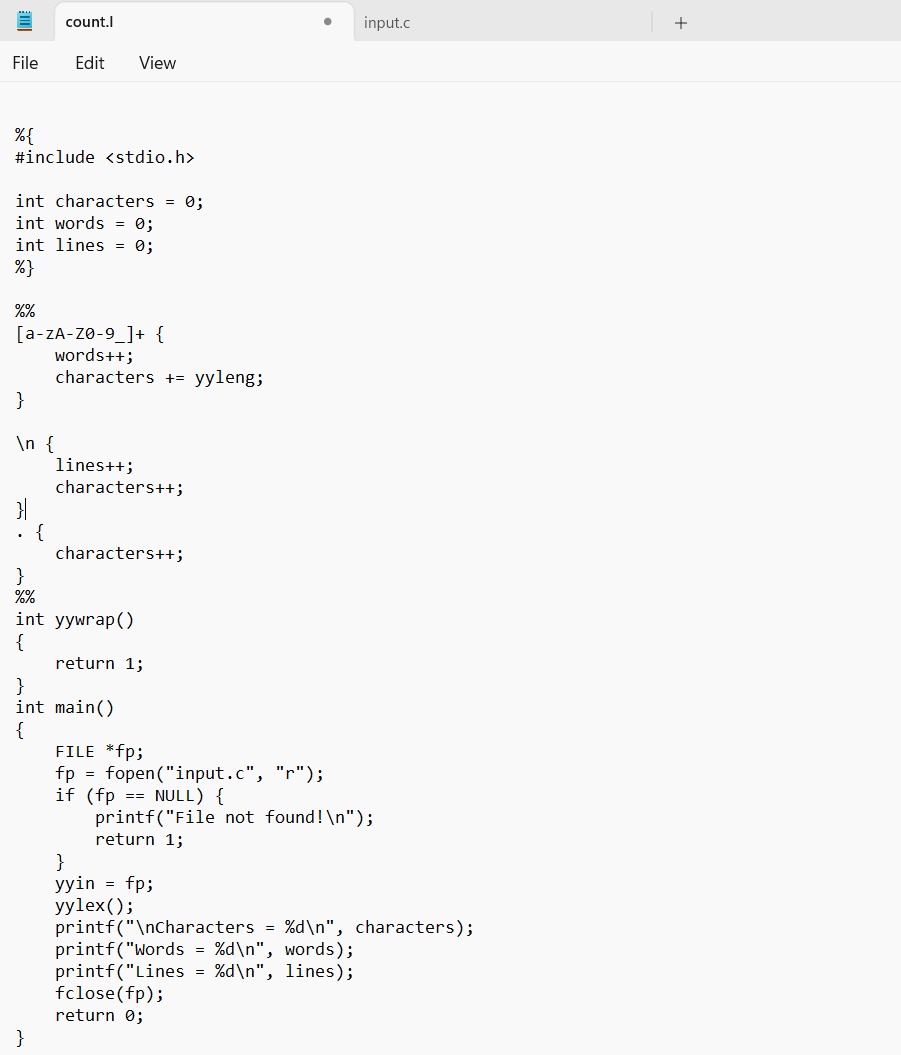 count.l
input.c
File Edit View
%{
#include <stdio.h>
int characters = 0;
int words = 0;
int lines = 0;
%}
%%
[a-zA-Z0-9_]+ {
    words++;
    characters += yyleng;
}
\n {
    lines++;
    characters++;
}
. {
    characters++;
}
%%
int yywrap()
{
    return 1;
}
int main()
{
    FILE *fp;
    fp = fopen("input.c", "r");
    if (fp == NULL) {
        printf("File not found!\n");
        return 1;
    }
    yyin = fp;
    yylex();
    printf("\nCharacters = %d\n", characters);
    printf("Words = %d\n", words);
    printf("Lines = %d\n", lines);
    fclose(fp);
    return 0;
}